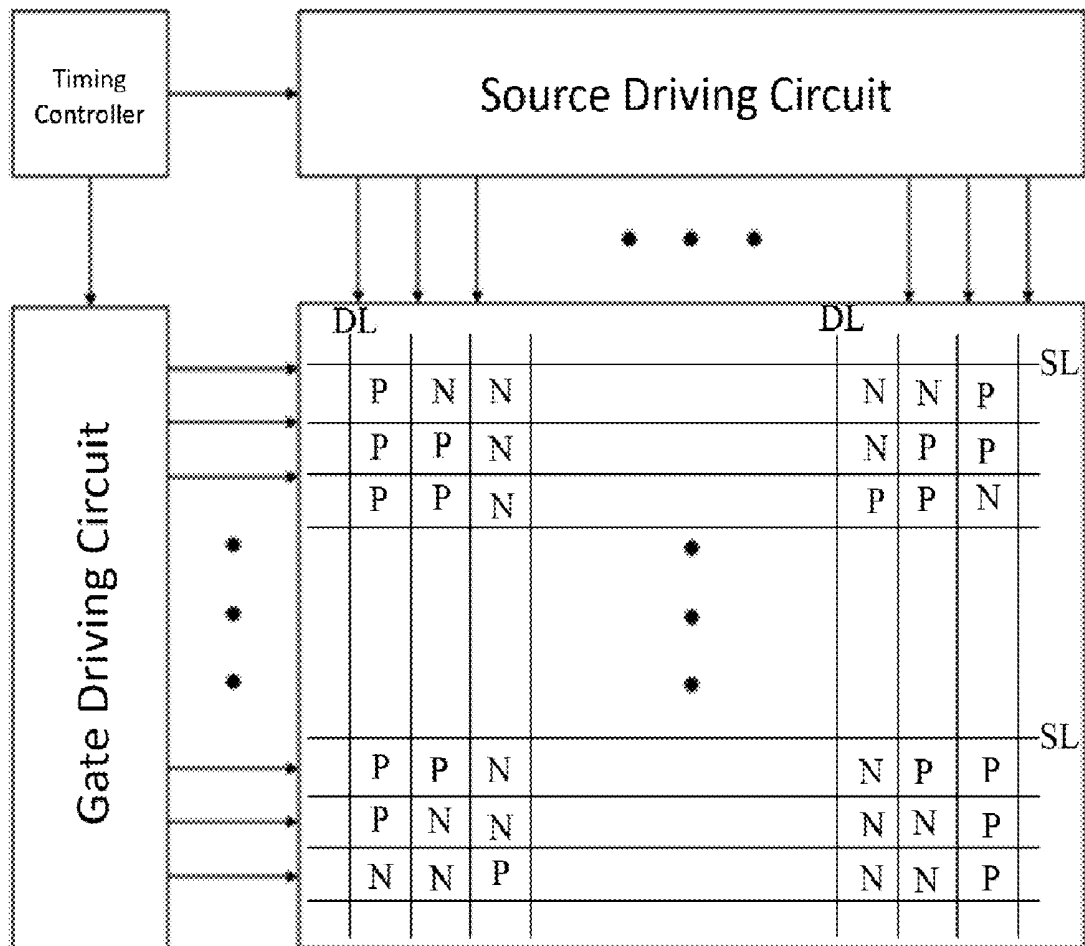 Timing
Controller
Source Driving Circuit
DL DL
SL
P N N N N P
P P N N P P
P P N P P N
Gate Driving Circuit
SL
P P N N P P
P N N N N P
N N P N N P